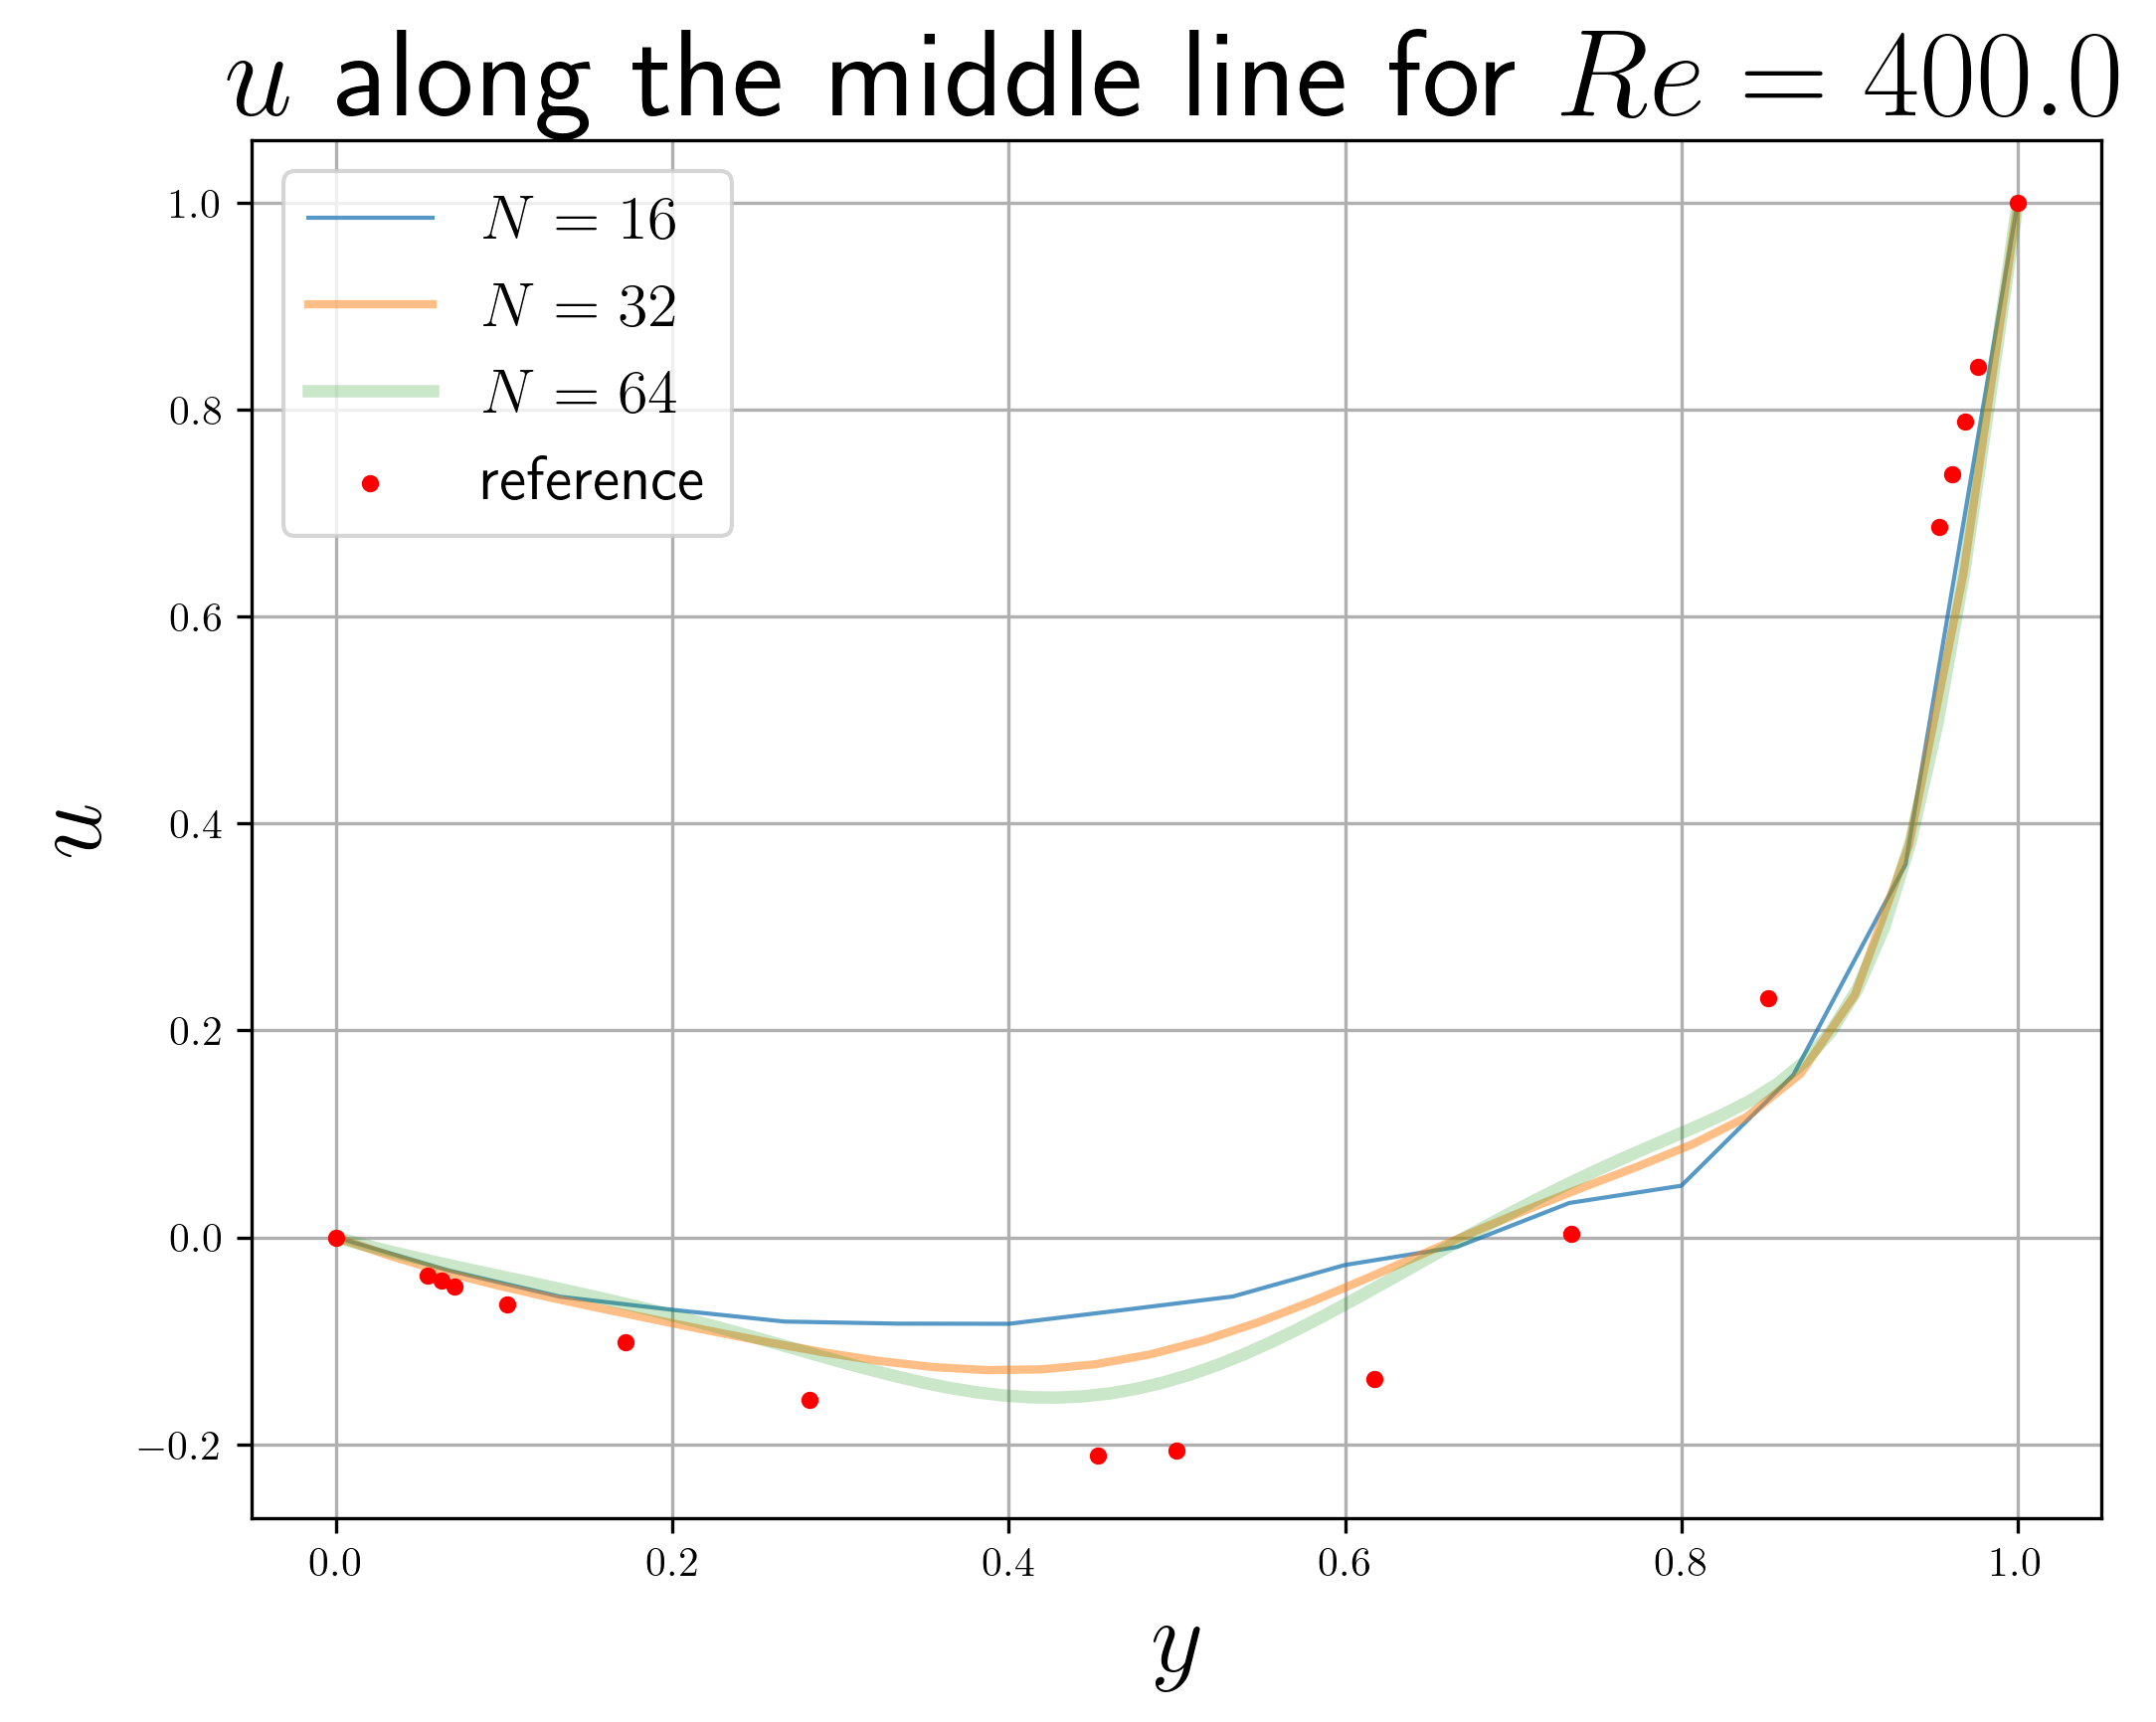 u along the middle line for Re = 400.0
N = 16
N = 32
N = 64
reference
1.0
0.8
0.6
0.4
0.2
0.0
−0.2
u
0.0 0.2 0.4 0.6 0.8 1.0
y